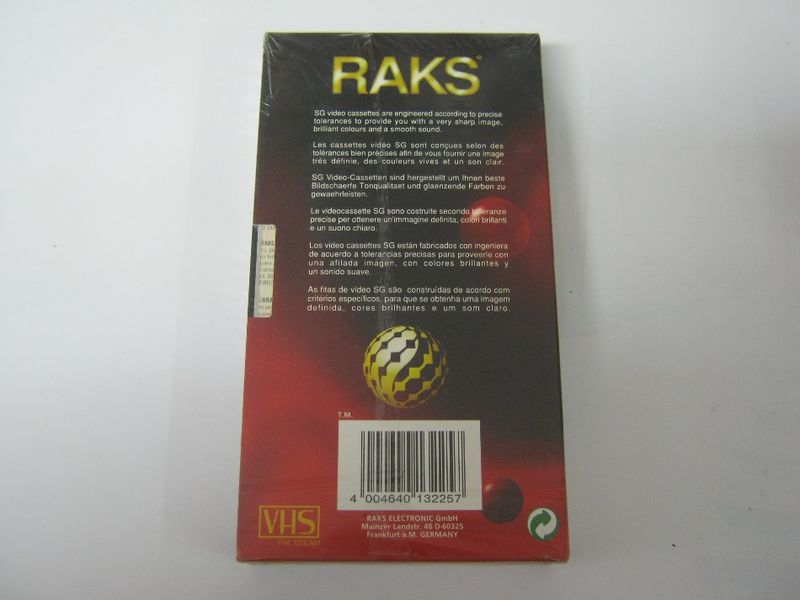 RAKS
SG video cassettes are engineered according to precise
tolerances to provide you with a very sharp image,
brilliant colours and a smooth sound.
Les cassettes vidéo SG sont conçues selon des
tolérances bien précises afin de vous fournir une image
trés définie, des couleurs vives et un son clair.
SG Video-Cassetten sind hergestellt um Ihnen beste
Bildschaerfe Tonqualitaet und glaenzende Farben zu
gewaehrleisten.
Le videocassette SG sono costruite secondo tolleranze
precise per ottenere un'immagine definita, colori brillanti
e un suono chiaro.
Los video cassettes SG están fabricados con ingeniera
de acuerdo a tolerancias precisas para proveerle con
una afilada imagen, con colores brillantes y
un sonido suave.
As fitas de video SG são construídas de acordo com
critérios específicos, para que se obtenha uma imagem
definida, cores brilhantes e um som claro.
RAKS
T.M.
4 004640 132257
VHS
PAL SECAM
RAKS ELECTRONIC GmbH
Mainzer Landstr. 46 D-60325
Frankfurt a.M. GERMANY